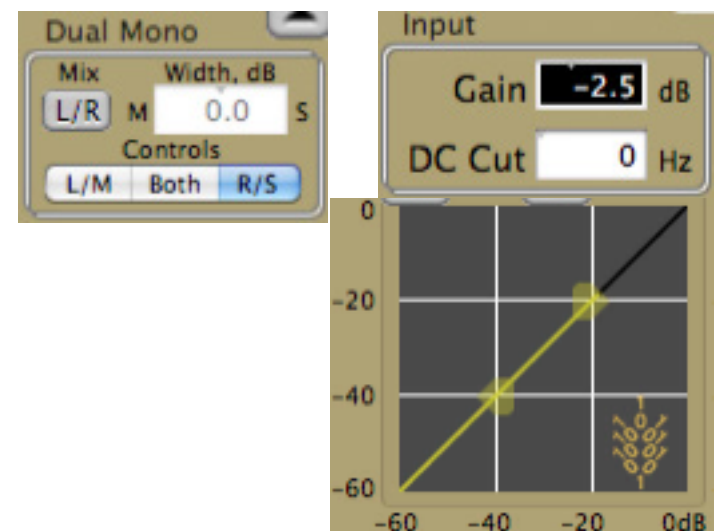 Dual Mono
Mix Width, dB
L/R M 0.0 S
Controls
L/M Both R/S
Input
Gain -2.5 dB
DC Cut 0 Hz
0
-20
-40
-60
-60 -40 -20 0dB